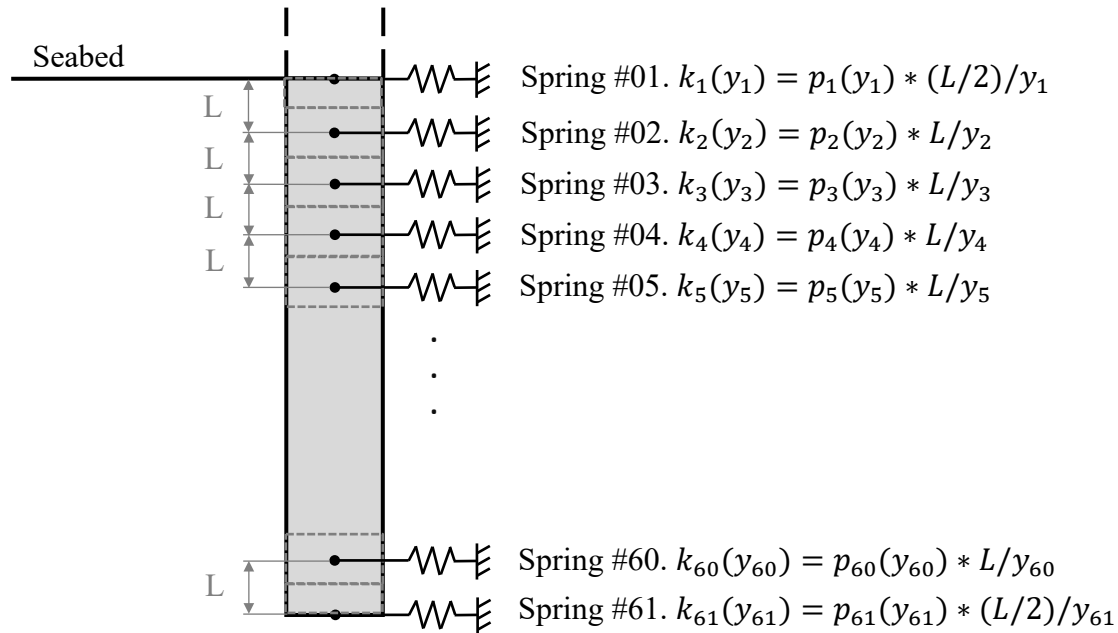 Seabed
Spring #01. k₁(y₁) = p₁(y₁) * (L/2)/y₁
L
Spring #02. k₂(y₂) = p₂(y₂) * L/y₂
L
Spring #03. k₃(y₃) = p₃(y₃) * L/y₃
L
Spring #04. k₄(y₄) = p₄(y₄) * L/y₄
L
Spring #05. k₅(y₅) = p₅(y₅) * L/y₅
Spring #60. k₆₀(y₆₀) = p₆₀(y₆₀) * L/y₆₀
L
Spring #61. k₆₁(y₆₁) = p₆₁(y₆₁) * (L/2)/y₆₁